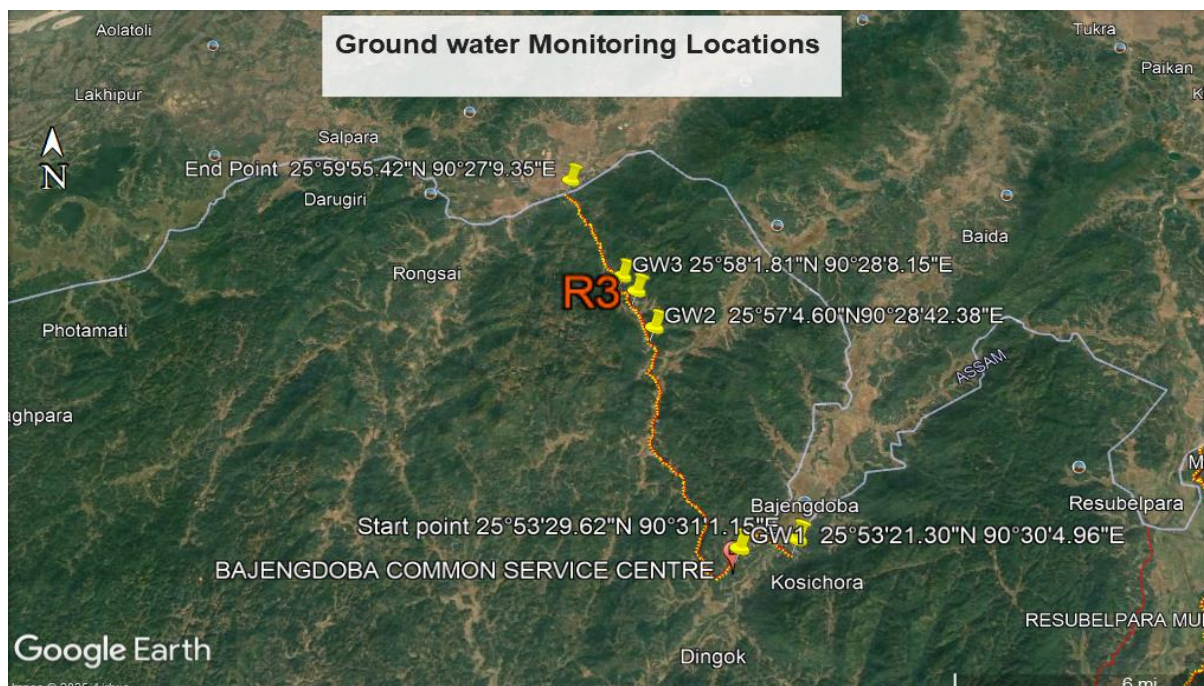 Ground water Monitoring Locations
Aolatoli
Tukra
Paikan
Lakhipur
Salpara
N
End Point 25°59'55.42"N 90°27'9.35"E
Darugiri
Baida
Rongsai
GW3 25°58'1.81"N 90°28'8.15"E
R3
GW2 25°57'4.60"N90°28'42.38"E
Photamati
ASSAM
aghpara
Bajengdoba
Resubelpara
Start point 25°53'29.62"N 90°31'1.15"E
GW1 25°53'21.30"N 90°30'4.96"E
BAJENGDOBA COMMON SERVICE CENTRE
Kosichora
RESUBELPARA MU
Google Earth
Dingok
6 mi